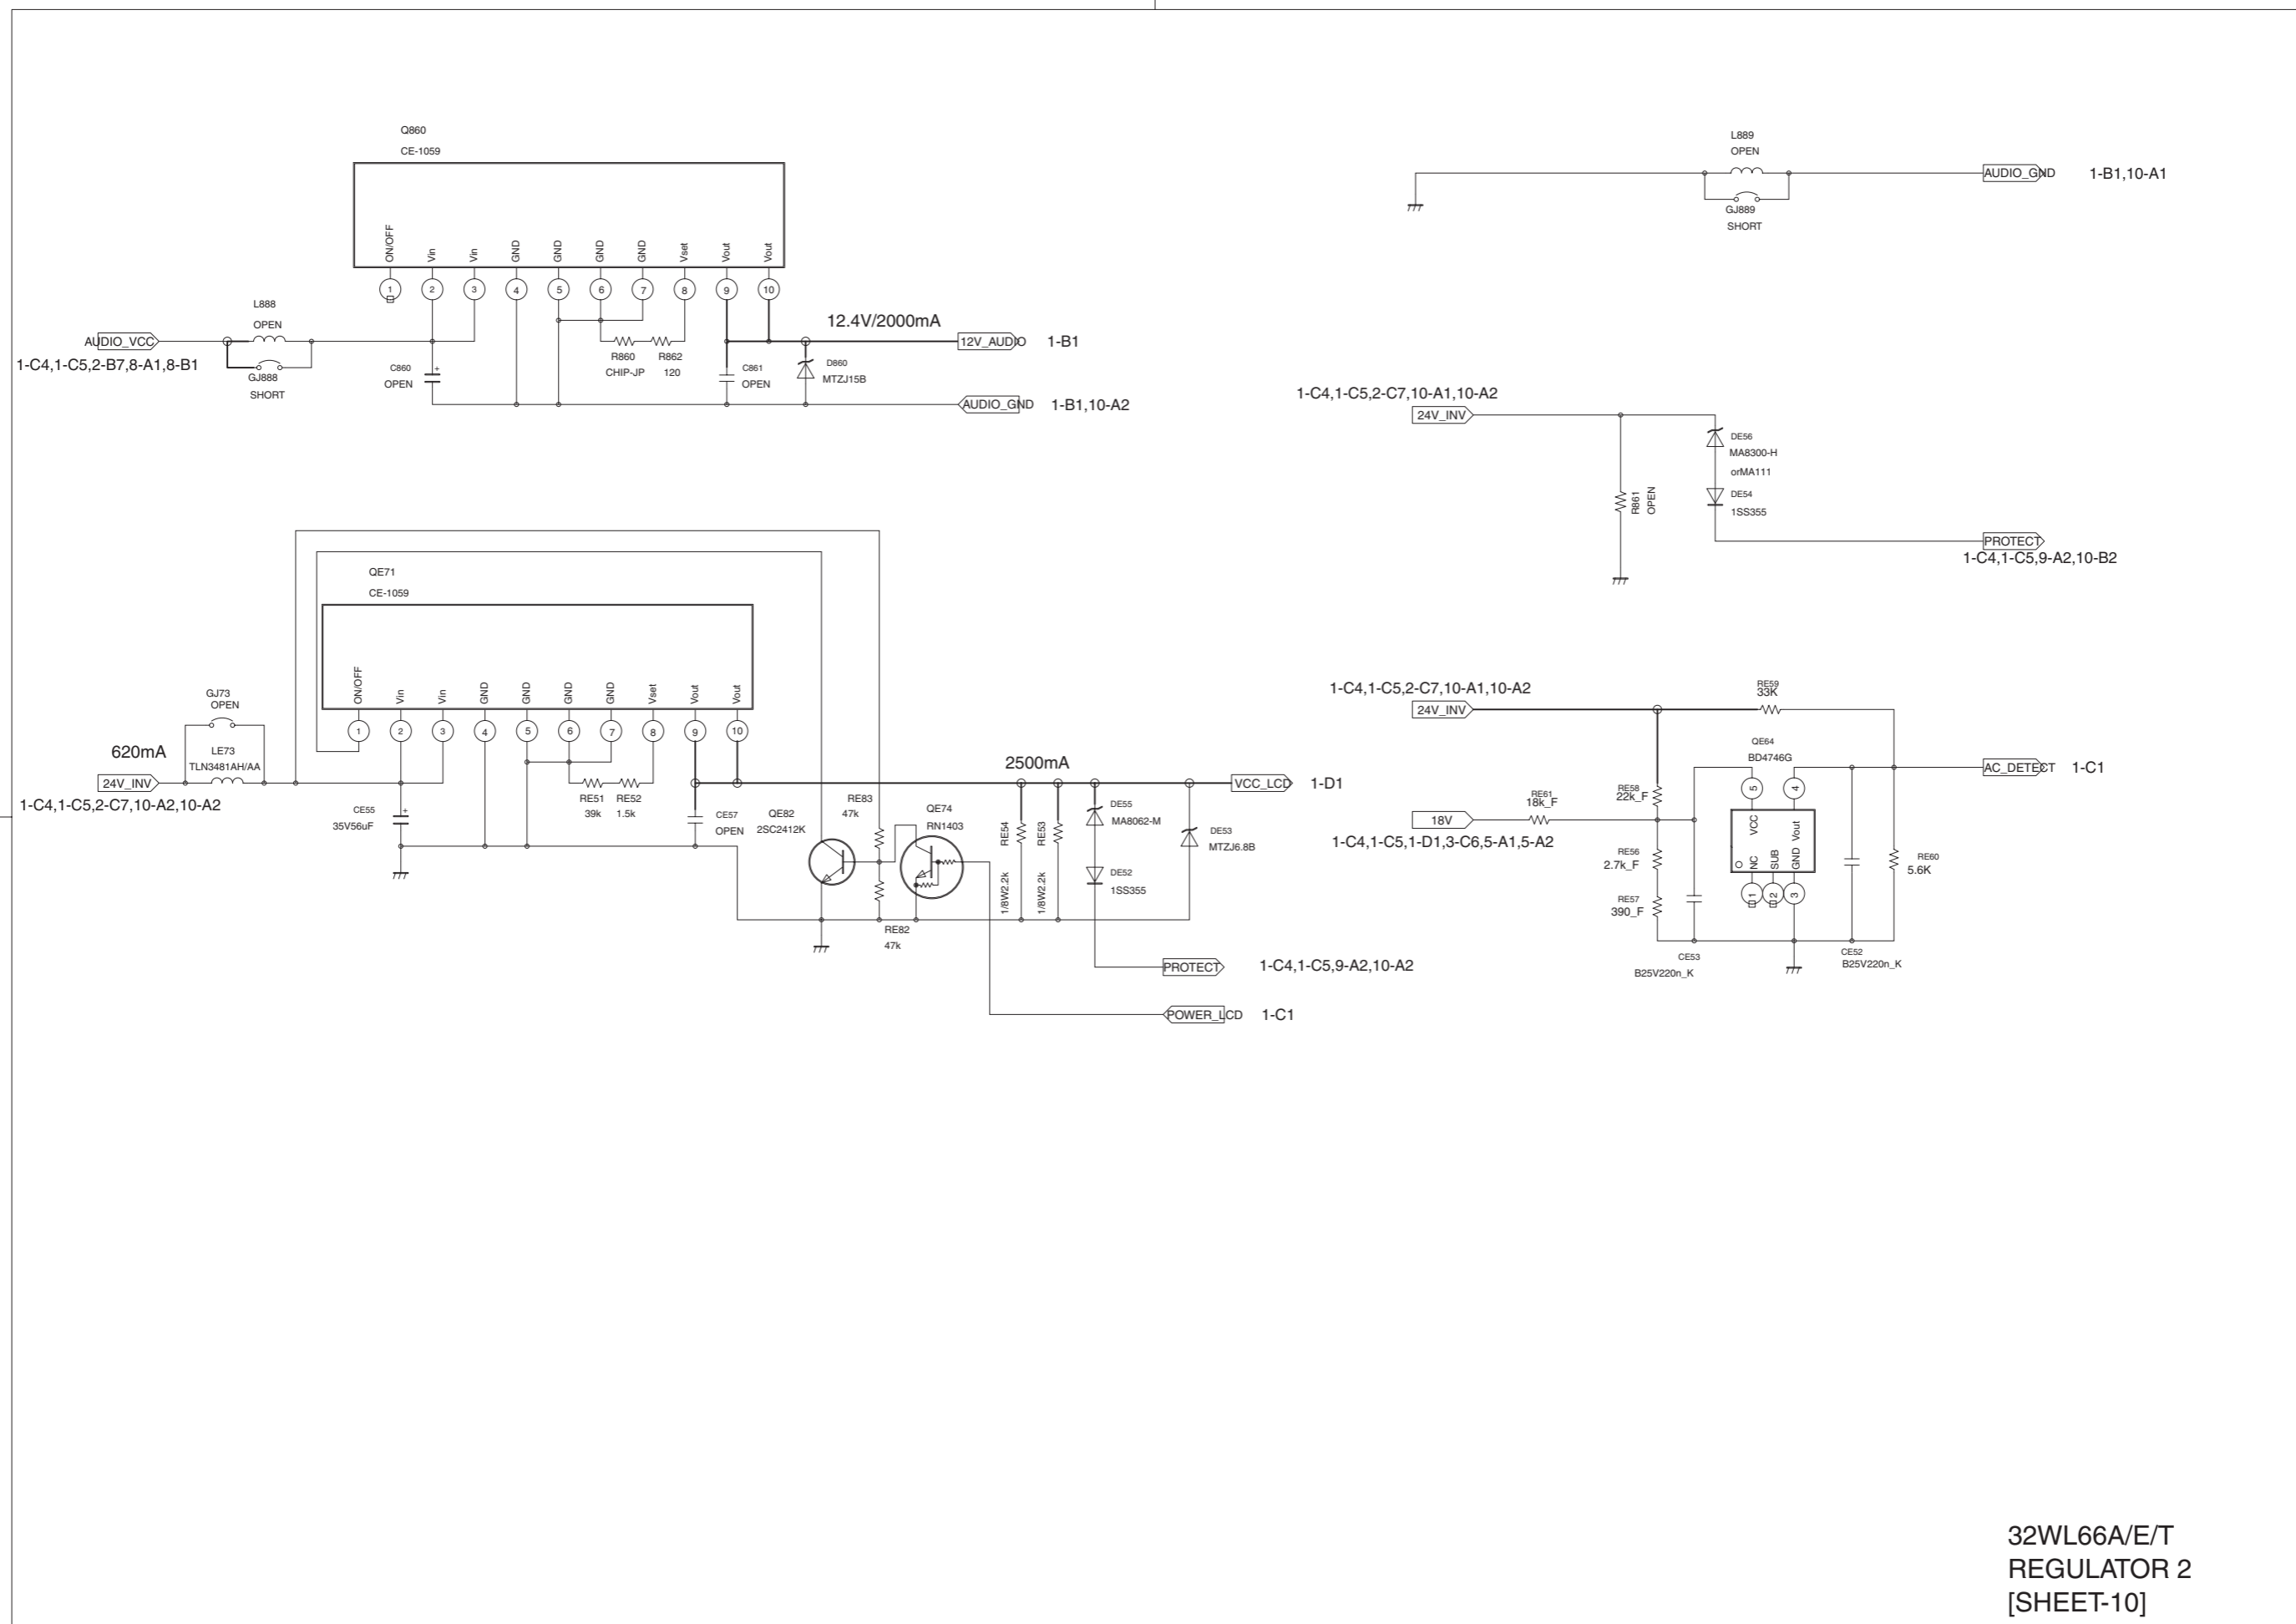 Q860
CE-1059
ON/OFF
Vin
Vin
GND
GND
GND
GND
Vset
Vout
Vout
1
2
3
4
5
6
7
8
9
10
L888
OPEN
AUDIO_VCC
1-C4,1-C5,2-B7,8-A1,8-B1
GJ888
SHORT
C860
OPEN
+
R860
CHIP-JP
R862
120
C861
OPEN
12.4V/2000mA
D860
MTZJ15B
12V_AUDIO
1-B1
AUDIO_GND
1-B1,10-A2
L889
OPEN
GJ889
SHORT
AUDIO_GND
1-B1,10-A1
1-C4,1-C5,2-C7,10-A1,10-A2
24V_INV
R861
OPEN
DE56
MA8300-H
orMA111
DE54
1SS355
PROTECT
1-C4,1-C5,9-A2,10-B2
QE71
CE-1059
ON/OFF
Vin
Vin
GND
GND
GND
GND
Vset
Vout
Vout
1
2
3
4
5
6
7
8
9
10
GJ73
OPEN
620mA
LE73
TLN3481AH/AA
24V_INV
1-C4,1-C5,2-C7,10-A2,10-A2
CE55
35V56uF
+
RE51
39k
RE52
1.5k
CE57
OPEN
QE82
2SC2412K
RE83
47k
QE74
RN1403
RE82
47k
2500mA
RE54
1/8W2.2k
RE53
1/8W2.2k
DE55
MA8062-M
DE52
1SS355
DE53
MTZJ6.8B
VCC_LCD
1-D1
PROTECT
1-C4,1-C5,9-A2,10-A2
POWER_LCD
1-C1
1-C4,1-C5,2-C7,10-A1,10-A2
24V_INV
RE59
33K
QE64
BD4746G
5
4
VCC
Vout
NC
SUB
GND
1
2
3
AC_DETECT
1-C1
RE61
18k_F
18V
1-C4,1-C5,1-D1,3-C6,5-A1,5-A2
RE58
22k_F
RE56
2.7k_F
RE57
390_F
CE53
B25V220n_K
CE52
B25V220n_K
RE60
5.6K
32WL66A/E/T
REGULATOR 2
[SHEET-10]